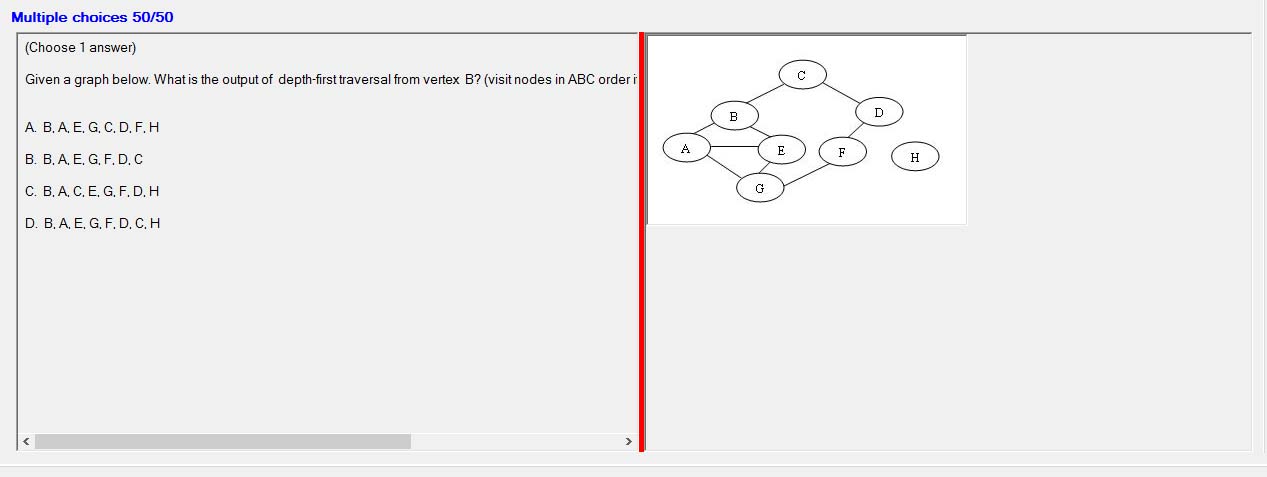 Multiple choices 50/50
(Choose 1 answer)
Given a graph below. What is the output of depth-first traversal from vertex B? (visit nodes in ABC order i
A. B, A, E, G, C, D, F, H
B. B, A, E, G, F, D, C
C. B, A, C, E, G, F, D, H
D. B, A, E, G, F, D, C, H
C
B
D
A
E
F
H
G